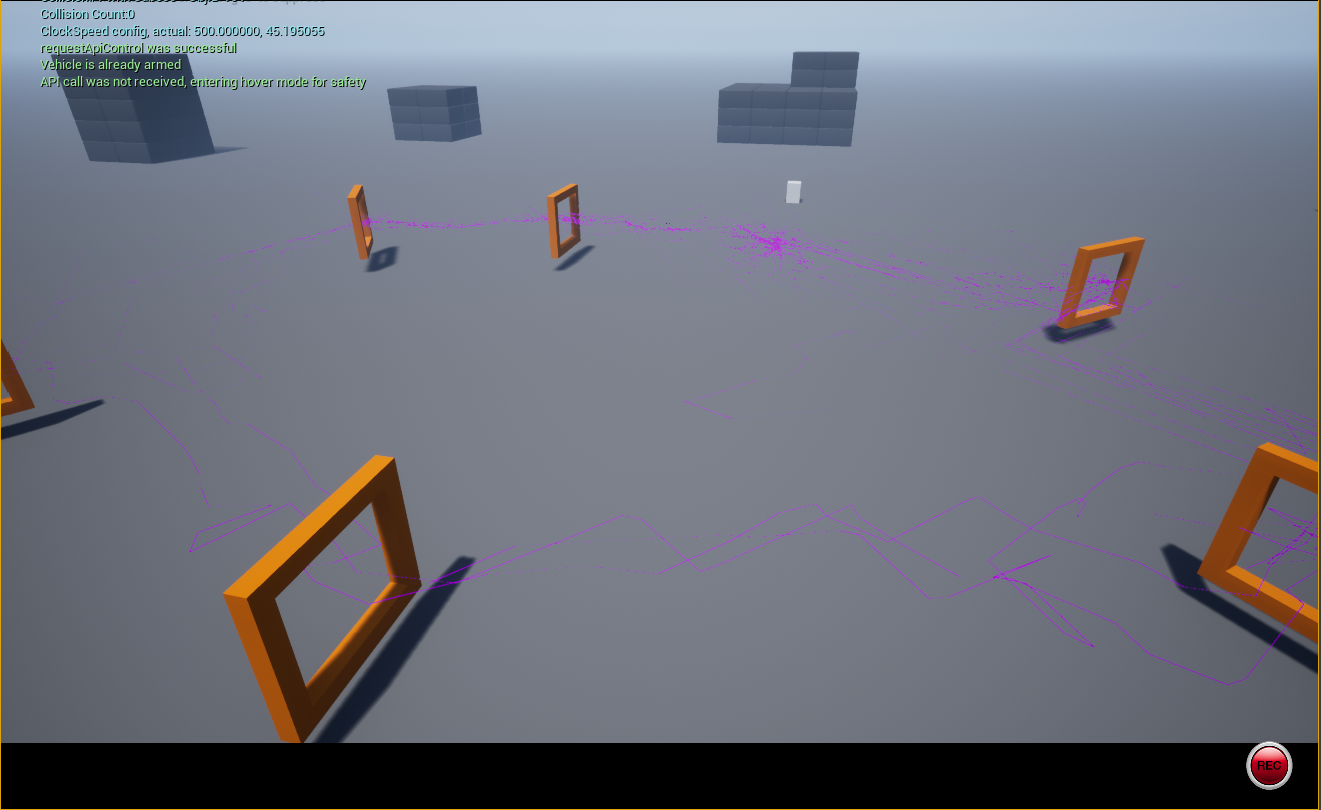 Collision Count:0
ClockSpeed config, actual: 500.000000, 45.195055
requestApiControl was successful
Vehicle is already armed
API call was not received, entering hover mode for safety
REC